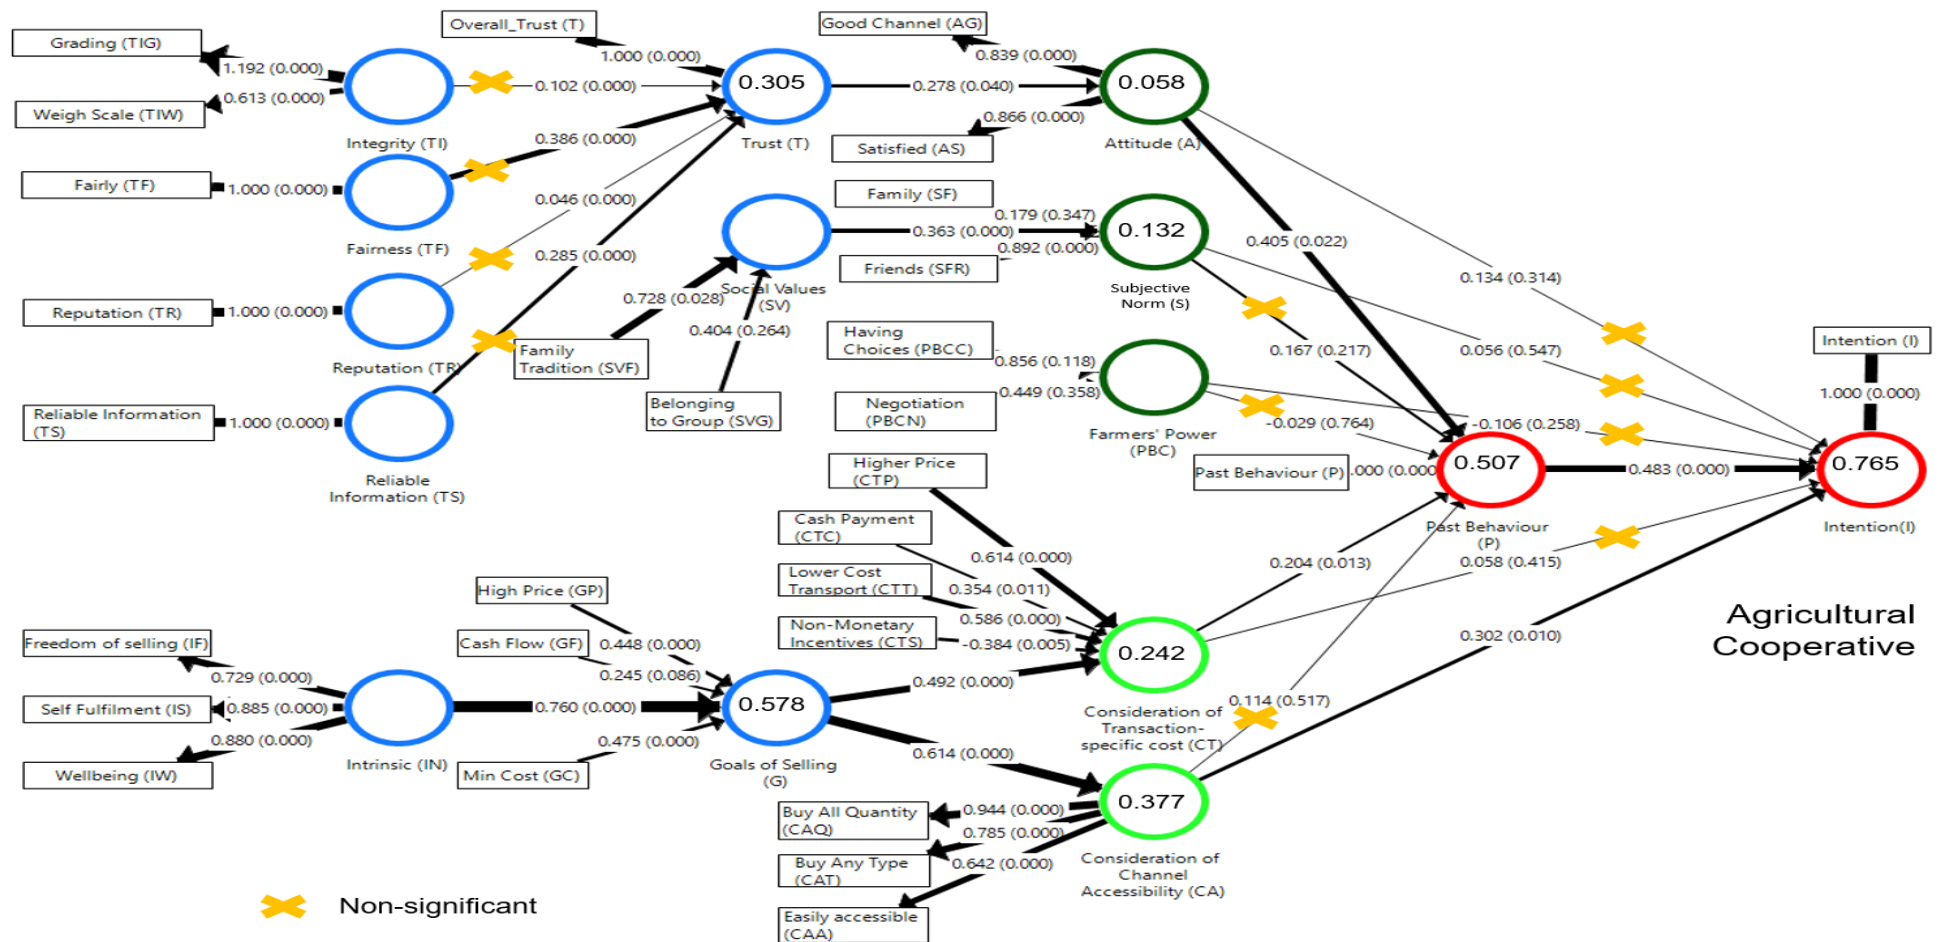 Grading (TIG)
1.192 (0.000)
0.613 (0.000)
Weigh Scale (TIW)
Integrity (TI)
Overall_Trust (T)
1.000 (0.000)
0.102 (0.000)
0.305
Trust (T)
0.386 (0.000)
Fairly (TF)
1.000 (0.000)
Fairness (TF)
0.046 (0.000)
0.285 (0.000)
Reputation (TR)
1.000 (0.000)
Reputation (TR)
Reliable Information
(TS)
1.000 (0.000)
Reliable
Information (TS)
Good Channel (AG)
0.839 (0.000)
0.278 (0.040)
0.058
0.866 (0.000)
Satisfied (AS)
Attitude (A)
Family (SF)
0.179 (0.347)
0.363 (0.000)
0.892 (0.000)
Friends (SFR)
0.132
Subjective
Norm (S)
Social Values
(SV)
0.728 (0.028)
0.404 (0.264)
Family
Tradition (SVF)
Belonging
to Group (SVG)
Having
Choices (PBCC)
0.856 (0.118)
0.449 (0.358)
Negotiation
(PBCN)
Farmers' Power
(PBC)
0.405 (0.022)
0.134 (0.314)
0.167 (0.217)
0.056 (0.547)
-0.029 (0.764)
-0.106 (0.258)
Intention (I)
1.000 (0.000)
Past Behaviour (P)
.000 (0.000)
0.507
0.483 (0.000)
0.765
Past Behaviour
(P)
Intention(I)
Higher Price
(CTP)
Cash Payment
(CTC)
0.614 (0.000)
Lower Cost
Transport (CTT)
0.354 (0.011)
0.586 (0.000)
Non-Monetary
Incentives (CTS)
-0.384 (0.005)
0.204 (0.013)
0.058 (0.415)
0.302 (0.010)
0.114 (0.517)
Agricultural
Cooperative
High Price (GP)
0.448 (0.000)
Cash Flow (GF)
0.245 (0.086)
Freedom of selling (IF)
0.729 (0.000)
Self Fulfilment (IS)
0.885 (0.000)
0.880 (0.000)
Wellbeing (IW)
Intrinsic (IN)
0.760 (0.000)
0.475 (0.000)
Min Cost (GC)
0.578
Goals of Selling
(G)
0.492 (0.000)
0.242
Consideration of
Transaction-
specific cost (CT)
0.614 (0.000)
0.377
Buy All Quantity
(CAQ)
0.944 (0.000)
0.785 (0.000)
Buy Any Type
(CAT)
0.642 (0.000)
Easily accessible
(CAA)
Consideration of
Channel
Accessibility (CA)
Non-significant